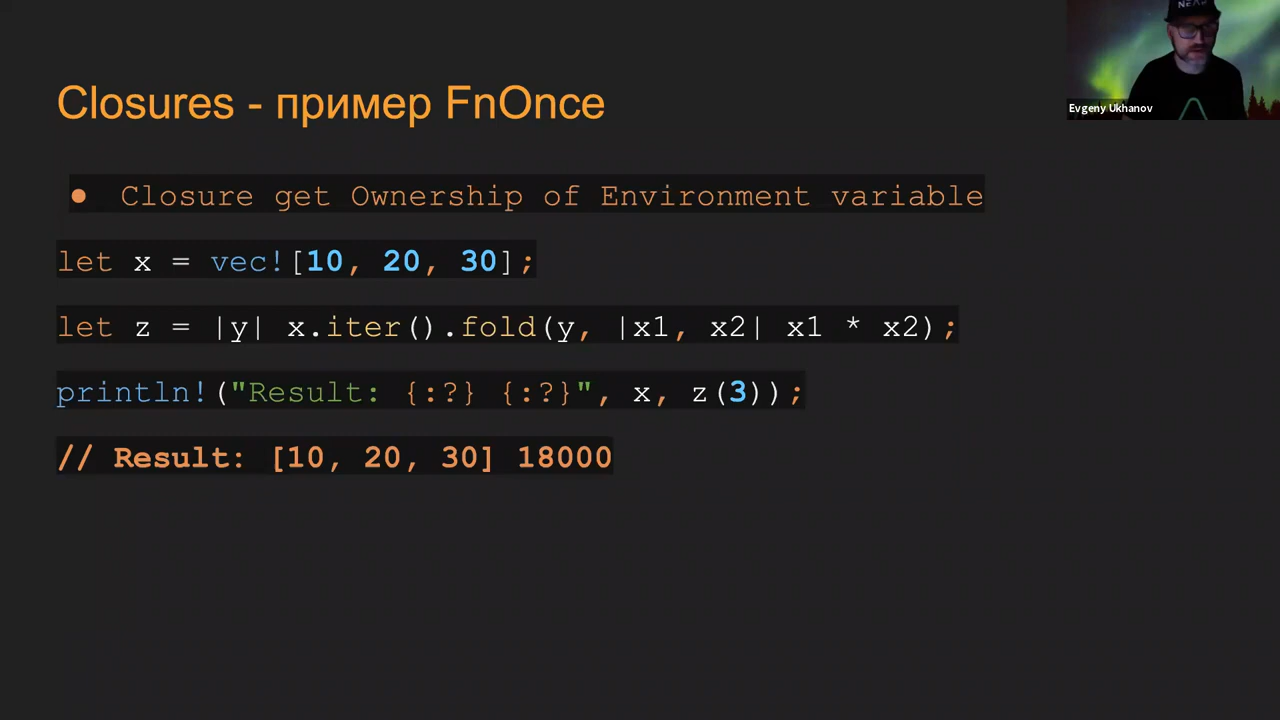 NEAR
Evgeny Ukhanov
Closures - пример FnOnce
● Closure get Ownership of Environment variable
let x = vec![10, 20, 30];
let z = |y| x.iter().fold(y, |x1, x2| x1 * x2);
println!("Result: {:?} {:?}", x, z(3));
// Result: [10, 20, 30] 18000